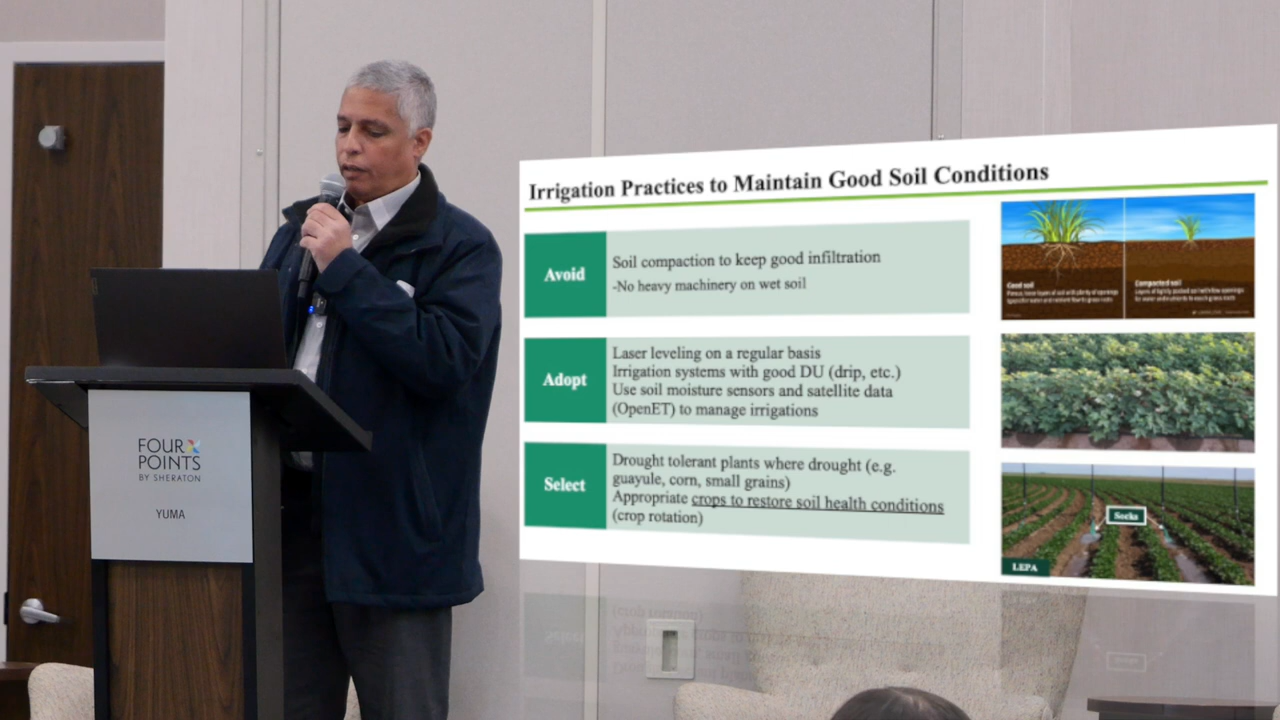 FOUR POINTS
BY SHERATON
YUMA
Irrigation Practices to Maintain Good Soil Conditions
Avoid
Soil compaction to keep good infiltration
-No heavy machinery on wet soil
Adopt
Laser leveling on a regular basis
Irrigation systems with good DU (drip, etc.)
Use soil moisture sensors and satellite data
(OpenET) to manage irrigations
Select
Drought tolerant plants where drought (e.g.
guayule, corn, small grains)
Appropriate crops to restore soil health conditions
(crop rotation)
Good soil
Compacted soil
Socks
LEPA